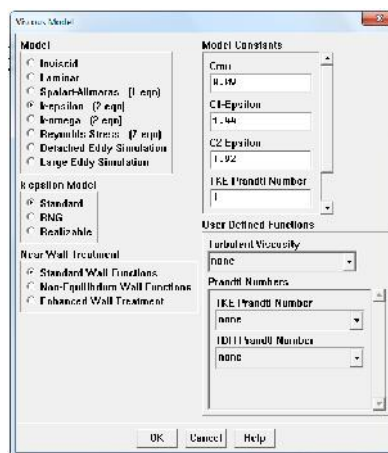 Viscous Model
Model
Inviscid
Laminar
Spalart-Allmaras (1 eqn)
k-epsilon (2 eqn)
k-omega (2 eqn)
Reynolds Stress (7 eqn)
Detached Eddy Simulation
Large Eddy Simulation
k-epsilon Model
Standard
RNG
Realizable
Near-Wall Treatment
Standard Wall Functions
Non-Equilibrium Wall Functions
Enhanced Wall Treatment
Model Constants
Cmu
0.09
C1-Epsilon
1.44
C2-Epsilon
1.92
TKE Prandtl Number
1
User-Defined Functions
Turbulent Viscosity
none
Prandtl Numbers
TKE Prandtl Number
none
TDR Prandtl Number
none
OK Cancel Help